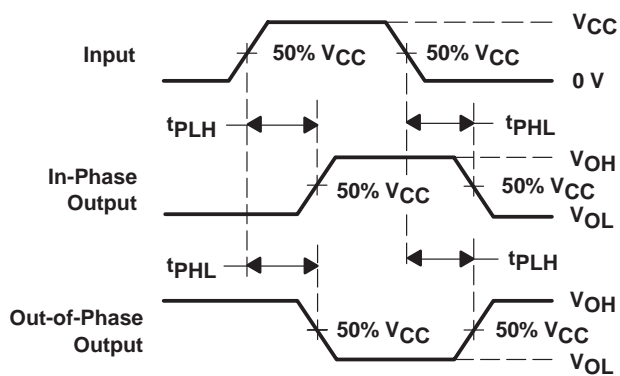 VCC
Input
50% VCC
50% VCC
0 V
tPLH
tPHL
In-Phase
Output
50% VCC
50% VCC
VOH
VOL
tPHL
tPLH
Out-of-Phase
Output
50% VCC
50% VCC
VOH
VOL